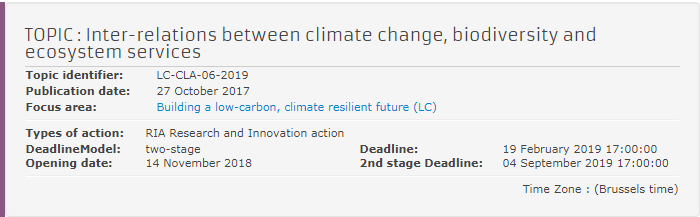 TOPIC : Inter-relations between climate change, biodiversity and
ecosystem services
Topic identifier: LC-CLA-06-2019
Publication date: 27 October 2017
Focus area: Building a low-carbon, climate resilient future (LC)
Types of action: RIA Research and Innovation action
DeadlineModel: two-stage Deadline: 19 February 2019 17:00:00
Opening date: 14 November 2018 2nd stage Deadline: 04 September 2019 17:00:00
Time Zone : (Brussels time)